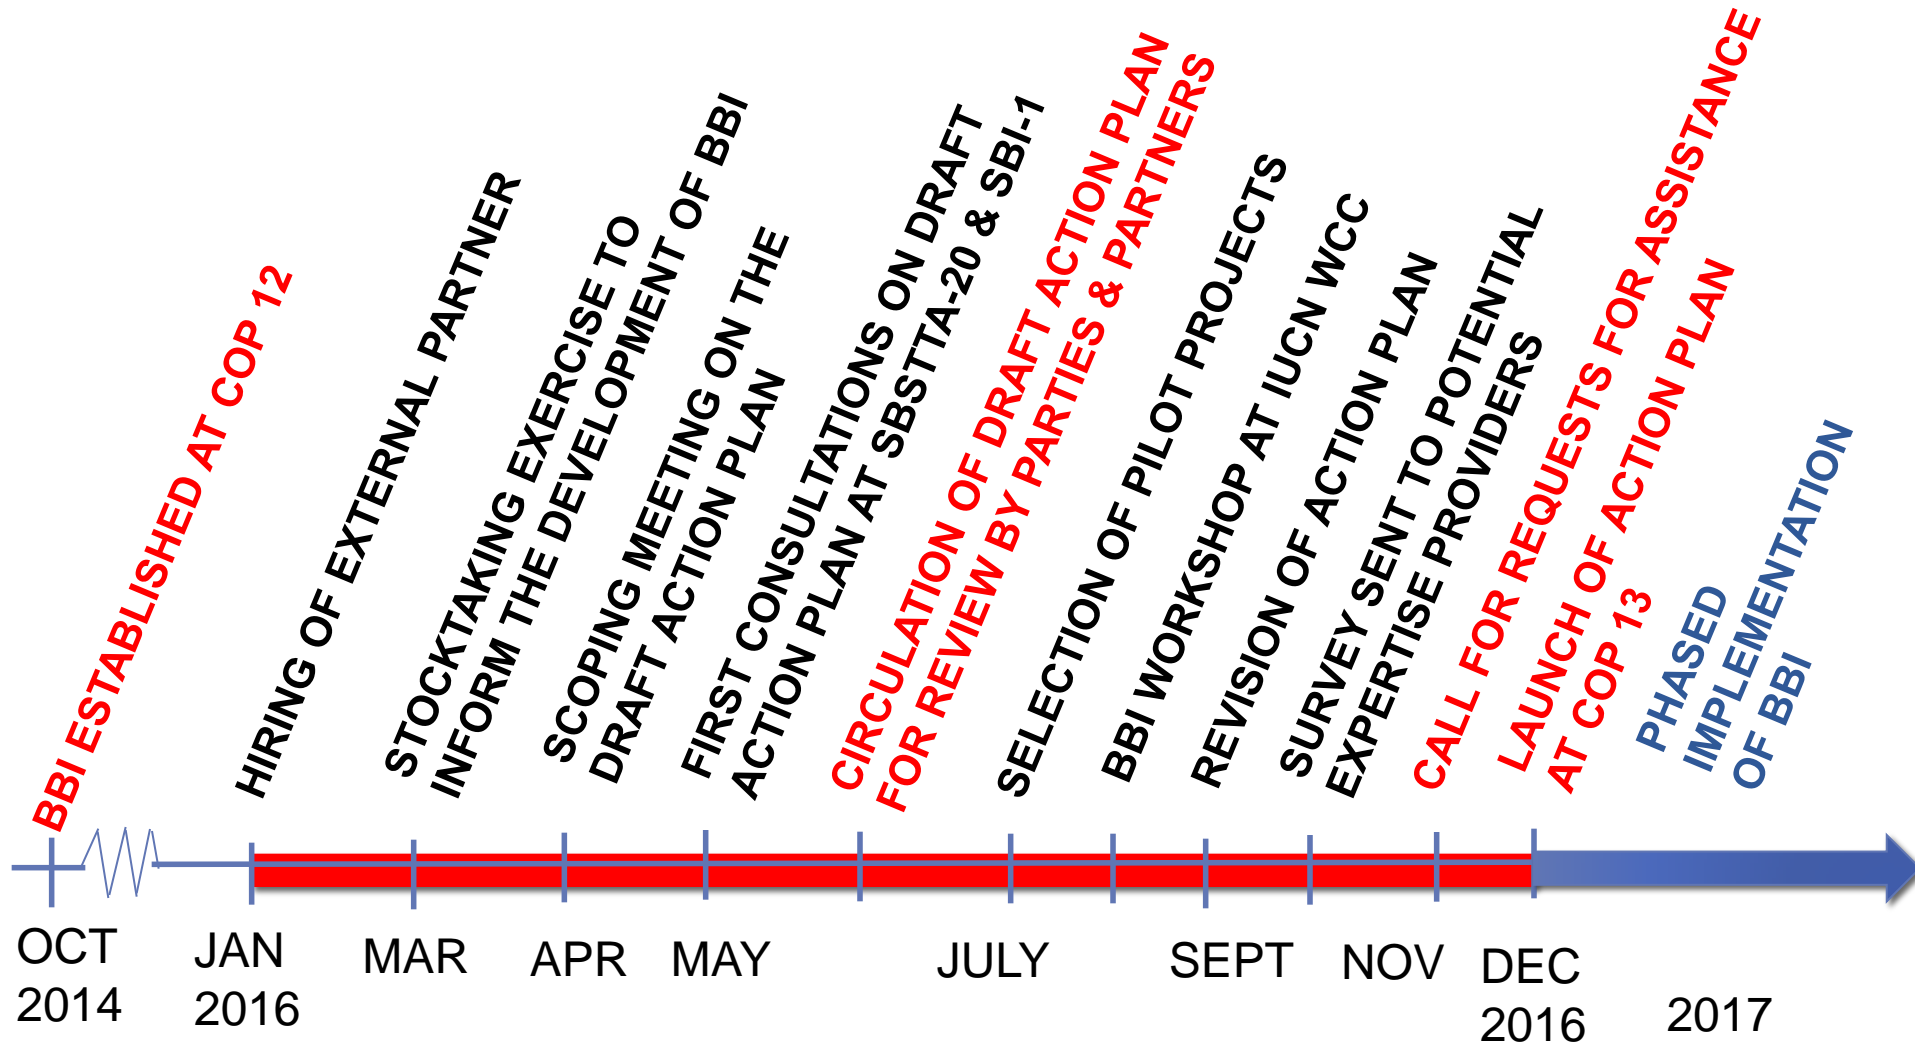 BBI ESTABLISHED AT COP 12
HIRING OF EXTERNAL PARTNER
STOCKTAKING EXERCISE TO
INFORM THE DEVELOPMENT OF BBI
SCOPING MEETING ON THE
DRAFT ACTION PLAN
FIRST CONSULTATIONS ON DRAFT
ACTION PLAN AT SBSTTA-20 & SBI-1
CIRCULATION OF DRAFT ACTION PLAN
FOR REVIEW BY PARTIES & PARTNERS
SELECTION OF PILOT PROJECTS
BBI WORKSHOP AT IUCN WCC
REVISION OF ACTION PLAN
SURVEY SENT TO POTENTIAL
EXPERTISE PROVIDERS
CALL FOR REQUESTS FOR ASSISTANCE
LAUNCH OF ACTION PLAN
AT COP 13
PHASED
IMPLEMENTATION
OF BBI
OCT
2014
JAN
2016
MAR
APR
MAY
JULY
SEPT
NOV
DEC
2016
2017